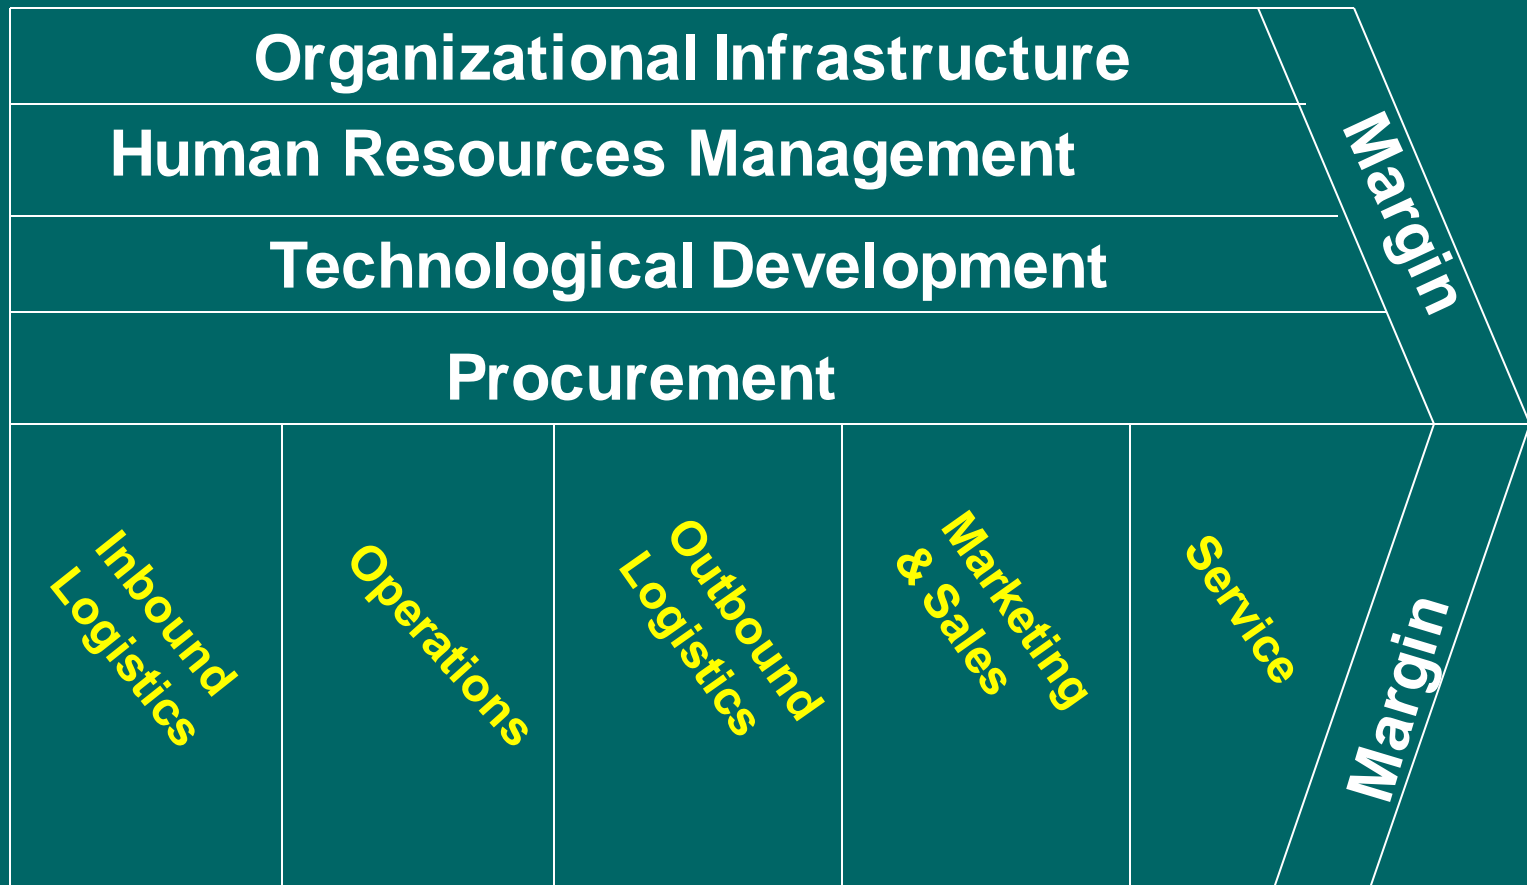 Organizational Infrastructure
Human Resources Management
Technological Development
Procurement
Margin
Inbound
Logistics
Operations
Outbound
Logistics
Marketing
& Sales
Service
Margin